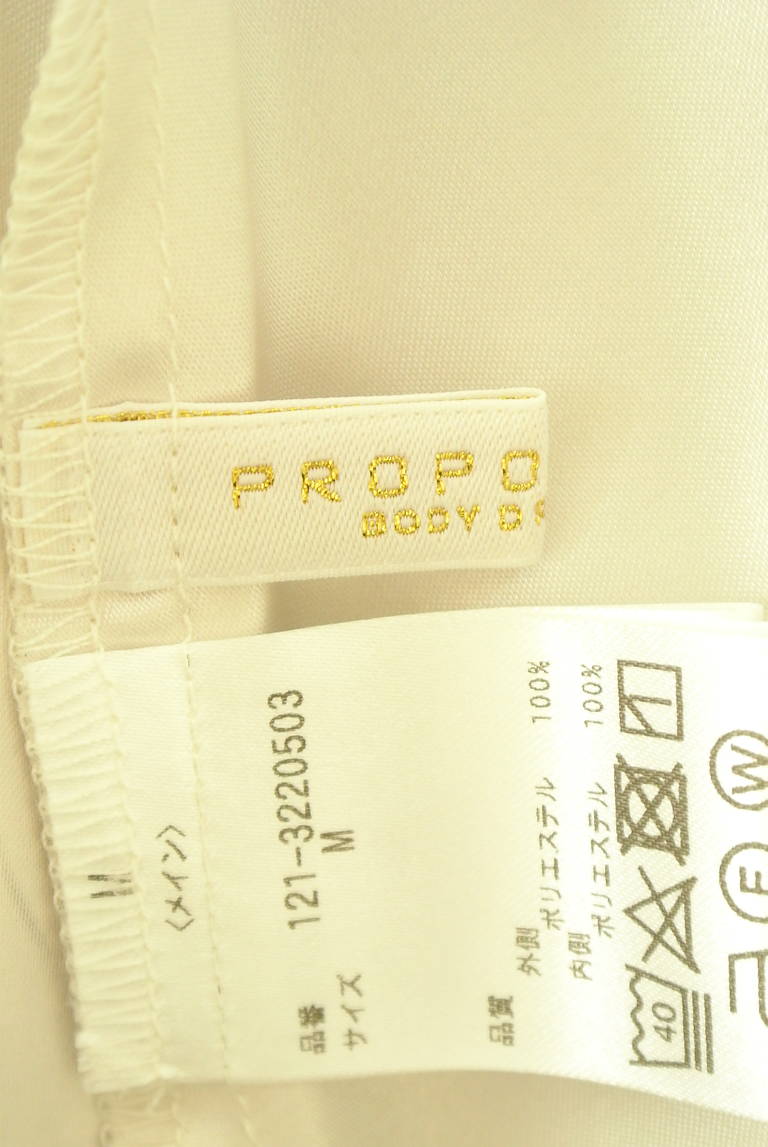 PROPO
BODY D
〈メイン〉
品番 121-3220503
サイズ M
品質
外側
ポリエステル 100%
内側
ポリエステル 100%
40
F
W